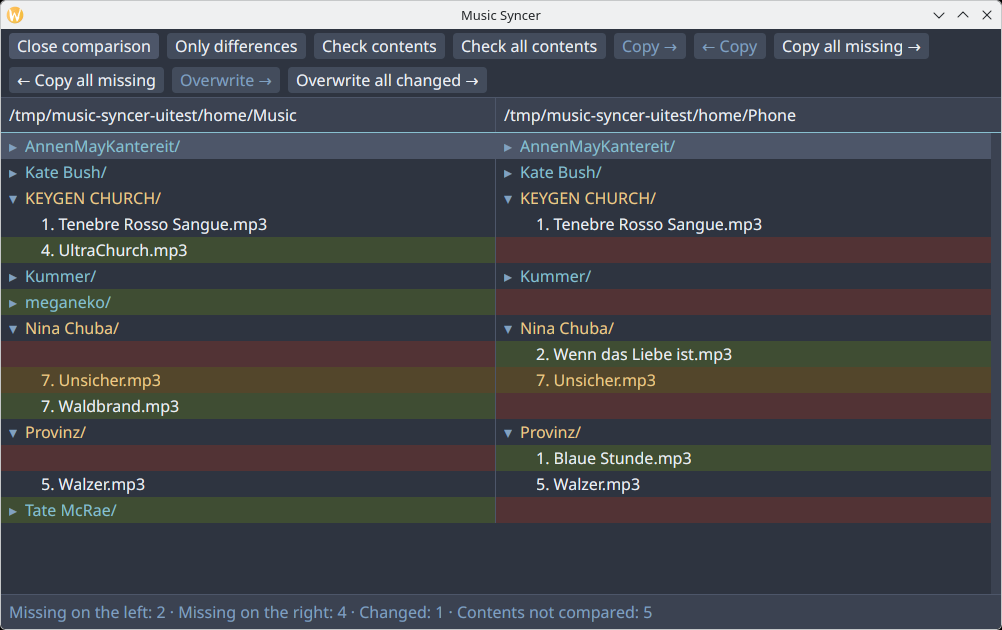 Music Syncer
Close comparison Only differences Check contents Check all contents Copy → ← Copy Copy all missing →
← Copy all missing Overwrite → Overwrite all changed →
/tmp/music-syncer-uitest/home/Music /tmp/music-syncer-uitest/home/Phone
▸ AnnenMayKantereit/ ▸ AnnenMayKantereit/
▸ Kate Bush/ ▸ Kate Bush/
▾ KEYGEN CHURCH/ ▾ KEYGEN CHURCH/
1. Tenebre Rosso Sangue.mp3 1. Tenebre Rosso Sangue.mp3
4. UltraChurch.mp3
▸ Kummer/ ▸ Kummer/
▸ meganeko/
▾ Nina Chuba/ ▾ Nina Chuba/
2. Wenn das Liebe ist.mp3
7. Unsicher.mp3 7. Unsicher.mp3
7. Waldbrand.mp3
▾ Provinz/ ▾ Provinz/
1. Blaue Stunde.mp3
5. Walzer.mp3 5. Walzer.mp3
▸ Tate McRae/
Missing on the left: 2 · Missing on the right: 4 · Changed: 1 · Contents not compared: 5